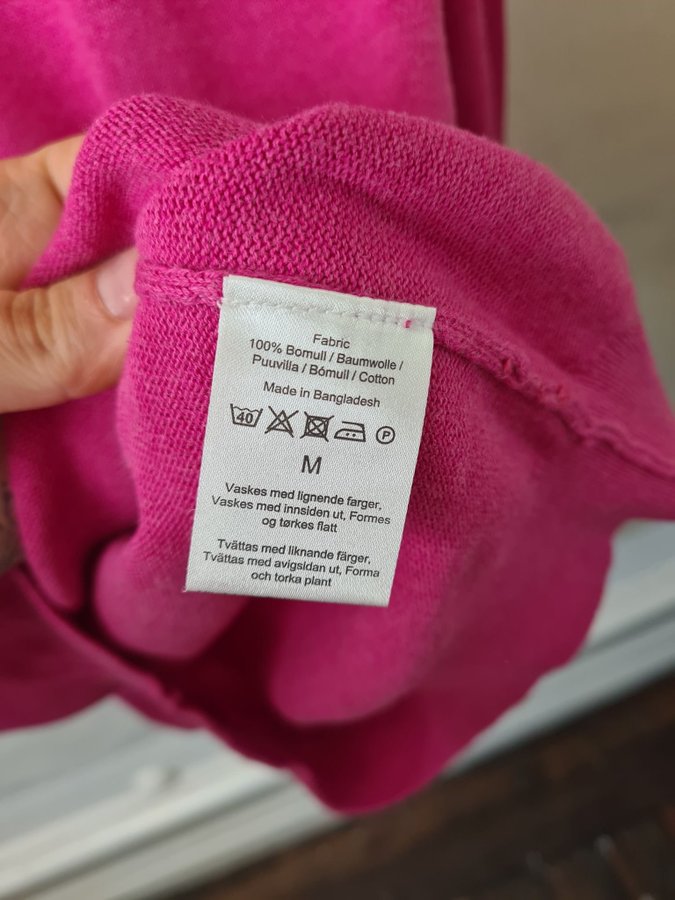 Fabric
100% Bomull / Baumwolle /
Puuvilla / Bómull / Cotton
Made in Bangladesh
40 P
M
Vaskes med lignende farger,
Vaskes med innsiden ut, Formes
og tørkes flatt
Tvättas med liknande färger,
Tvättas med avigsidan ut, Forma
och torka plant